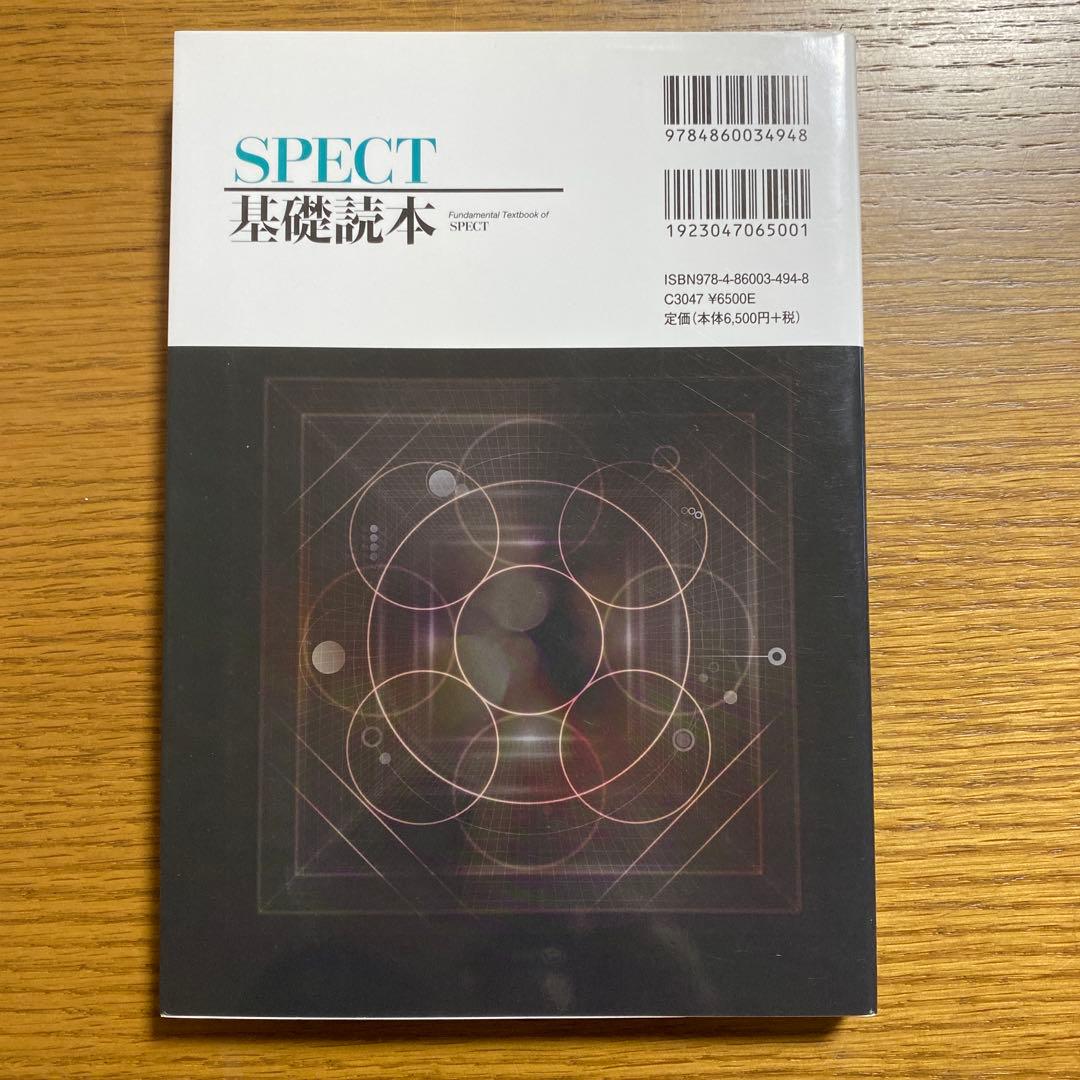 SPECT
基礎読本
Fundamental Textbook of
SPECT
9784860034948
1923047065001
ISBN978-4-86003-494-8
C3047 ¥6500E
定価(本体6,500円+税)